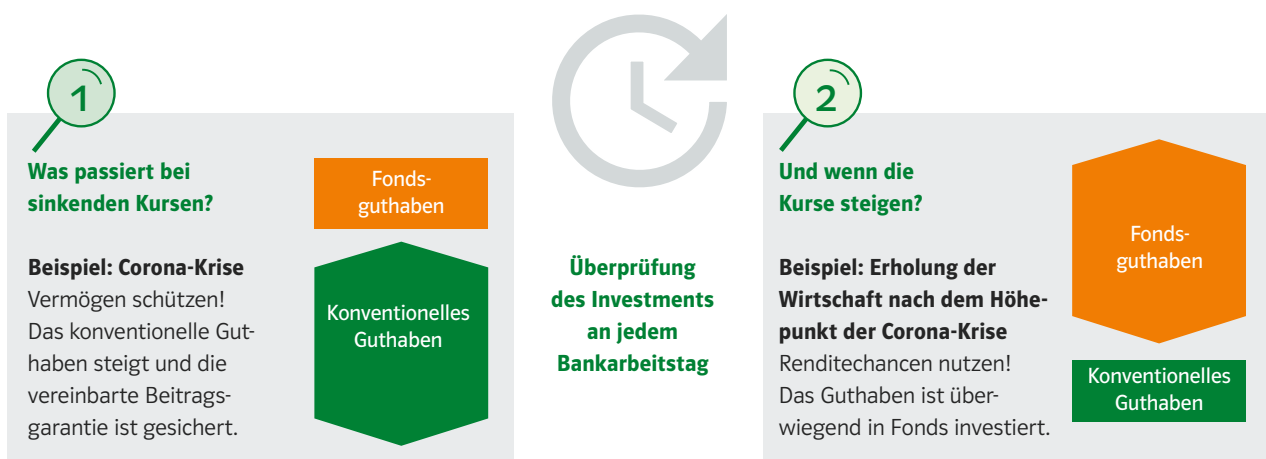 1
Was passiert bei
sinkenden Kursen?
Beispiel: Corona-Krise
Vermögen schützen!
Das konventionelle Gut-
haben steigt und die
vereinbarte Beitrags-
garantie ist gesichert.
Fonds-
guthaben
Konventionelles
Guthaben
Überprüfung
des Investments
an jedem
Bankarbeitstag
2
Und wenn die
Kurse steigen?
Beispiel: Erholung der
Wirtschaft nach dem Höhe-
punkt der Corona-Krise
Renditechancen nutzen!
Das Guthaben ist über-
wiegend in Fonds investiert.
Fonds-
guthaben
Konventionelles
Guthaben